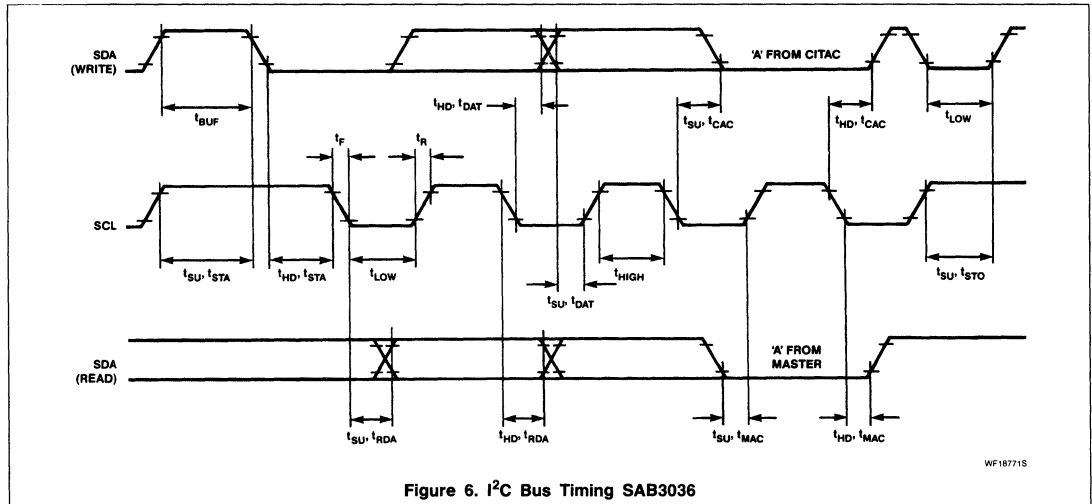 SDA
(WRITE)
'A' FROM CITAC
tBUF
tHD, tDAT
tSU, tCAC
tHD, tCAC
tLOW
tF
tR
SCL
tSU, tSTA
tHD, tSTA
tLOW
tSU, tDAT
tHIGH
tSU, tSTO
SDA
(READ)
'A' FROM
MASTER
tSU, tRDA
tHD, tRDA
tSU, tMAC
tHD, tMAC
WF18771S
Figure 6. I²C Bus Timing SAB3036